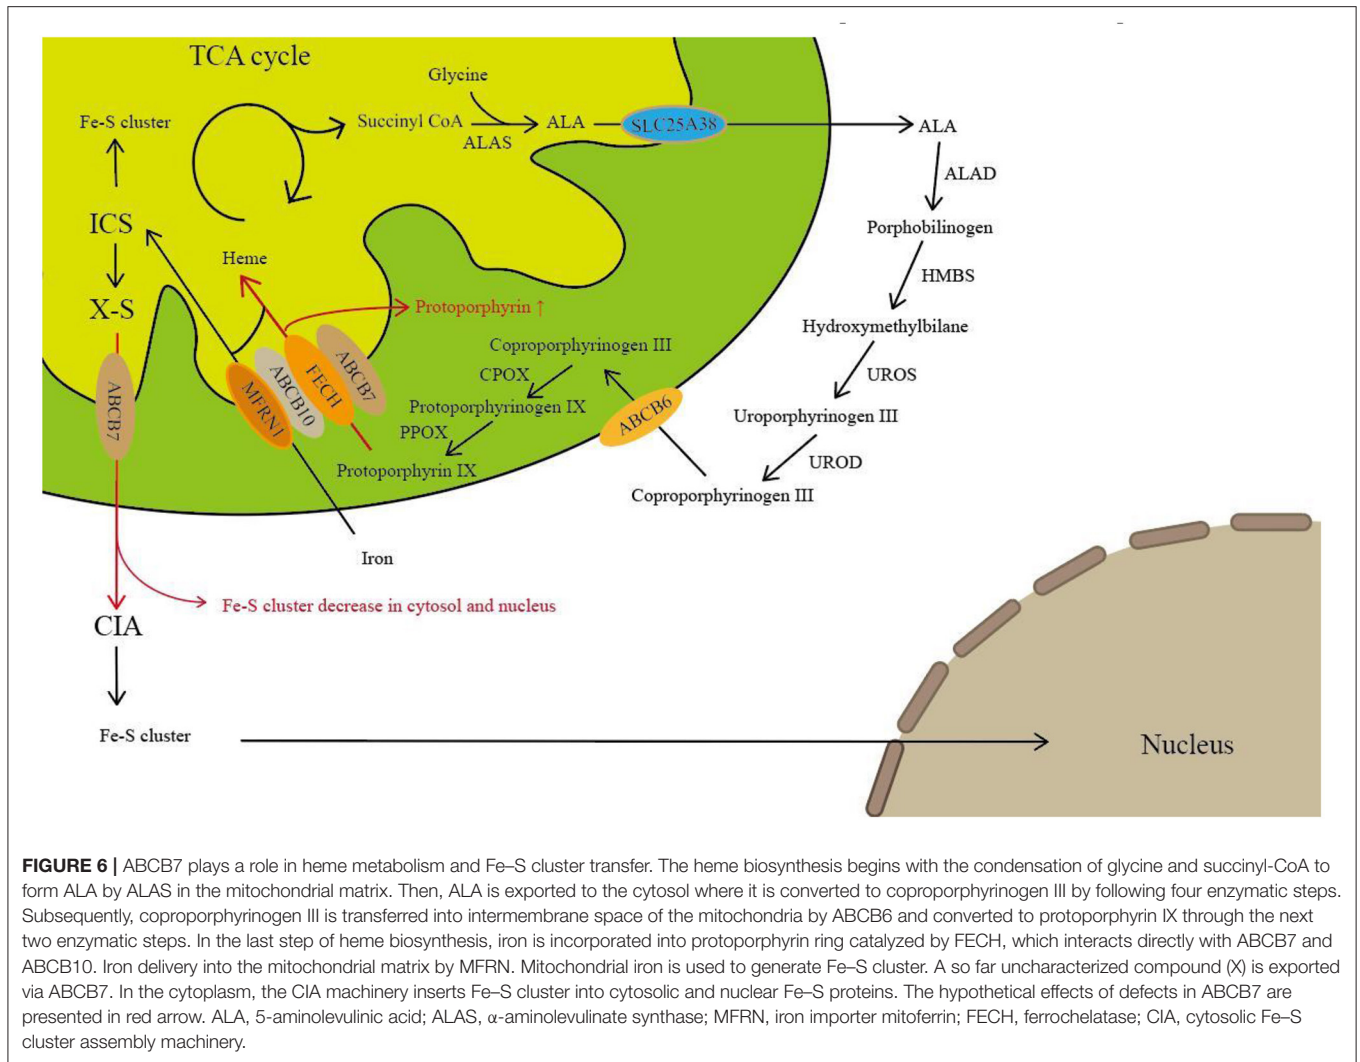 TCA cycle
Glycine
Fe-S cluster
Succinyl CoA
ALA
SLC25A38
ALA
ALAS
ALAD
ICS
Porphobilinogen
Heme
HMBS
X-S
Protoporphyrin ↑
Hydroxymethylbilane
Coproporphyrinogen III
ABCB7
FECH
ABCB10
MFRN1
ABCB7
CPOX
UROS
Protoporphyrinogen IX
ABCB6
Uroporphyrinogen III
PPOX
UROD
Protoporphyrin IX
Coproporphyrinogen III
Iron
Fe-S cluster decrease in cytosol and nucleus
CIA
Fe-S cluster
Nucleus
FIGURE 6 | ABCB7 plays a role in heme metabolism and Fe–S cluster transfer. The heme biosynthesis begins with the condensation of glycine and succinyl-CoA to
form ALA by ALAS in the mitochondrial matrix. Then, ALA is exported to the cytosol where it is converted to coproporphyrinogen III by following four enzymatic steps.
Subsequently, coproporphyrinogen III is transferred into intermembrane space of the mitochondria by ABCB6 and converted to protoporphyrin IX through the next
two enzymatic steps. In the last step of heme biosynthesis, iron is incorporated into protoporphyrin ring catalyzed by FECH, which interacts directly with ABCB7 and
ABCB10. Iron delivery into the mitochondrial matrix by MFRN. Mitochondrial iron is used to generate Fe–S cluster. A so far uncharacterized compound (X) is exported
via ABCB7. In the cytoplasm, the CIA machinery inserts Fe–S cluster into cytosolic and nuclear Fe–S proteins. The hypothetical effects of defects in ABCB7 are
presented in red arrow. ALA, 5-aminolevulinic acid; ALAS, α-aminolevulinate synthase; MFRN, iron importer mitoferrin; FECH, ferrochelatase; CIA, cytosolic Fe–S
cluster assembly machinery.